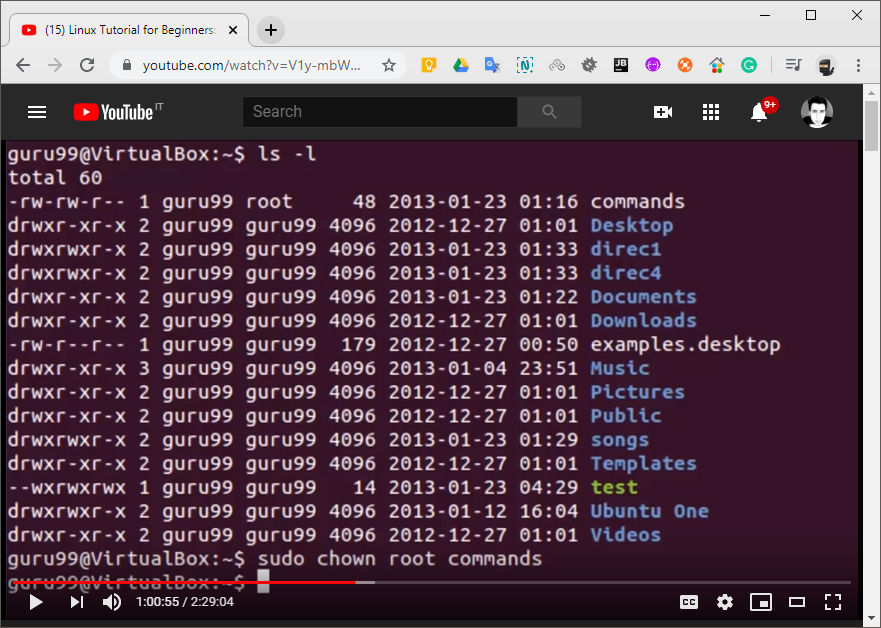 (15) Linux Tutorial for Beginners:
youtube.com/watch?v=V1y-mbW...
JB
YouTube IT
Search
9+
guru99@VirtualBox:~$ ls -l
total 60
-rw-rw-r-- 1 guru99 root     48 2013-01-23 01:16 commands
drwxr-xr-x 2 guru99 guru99 4096 2012-12-27 01:01 Desktop
drwxrwxr-x 2 guru99 guru99 4096 2013-01-23 01:33 direc1
drwxrwxr-x 2 guru99 guru99 4096 2013-01-23 01:33 direc4
drwxr-xr-x 2 guru99 guru99 4096 2013-01-23 01:22 Documents
drwxr-xr-x 2 guru99 guru99 4096 2012-12-27 01:01 Downloads
-rw-r--r-- 1 guru99 guru99  179 2012-12-27 00:50 examples.desktop
drwxr-xr-x 3 guru99 guru99 4096 2013-01-04 23:51 Music
drwxr-xr-x 2 guru99 guru99 4096 2012-12-27 01:01 Pictures
drwxr-xr-x 2 guru99 guru99 4096 2012-12-27 01:01 Public
drwxrwxr-x 2 guru99 guru99 4096 2013-01-23 01:29 songs
drwxr-xr-x 2 guru99 guru99 4096 2012-12-27 01:01 Templates
--wxrwxrwx 1 guru99 guru99   14 2013-01-23 04:29 test
drwxrwxr-x 2 guru99 guru99 4096 2013-01-12 16:04 Ubuntu One
drwxr-xr-x 2 guru99 guru99 4096 2012-12-27 01:01 Videos
guru99@VirtualBox:~$ sudo chown root commands
guru99@VirtualBox:~$
1:00:55 / 2:29:04
CC